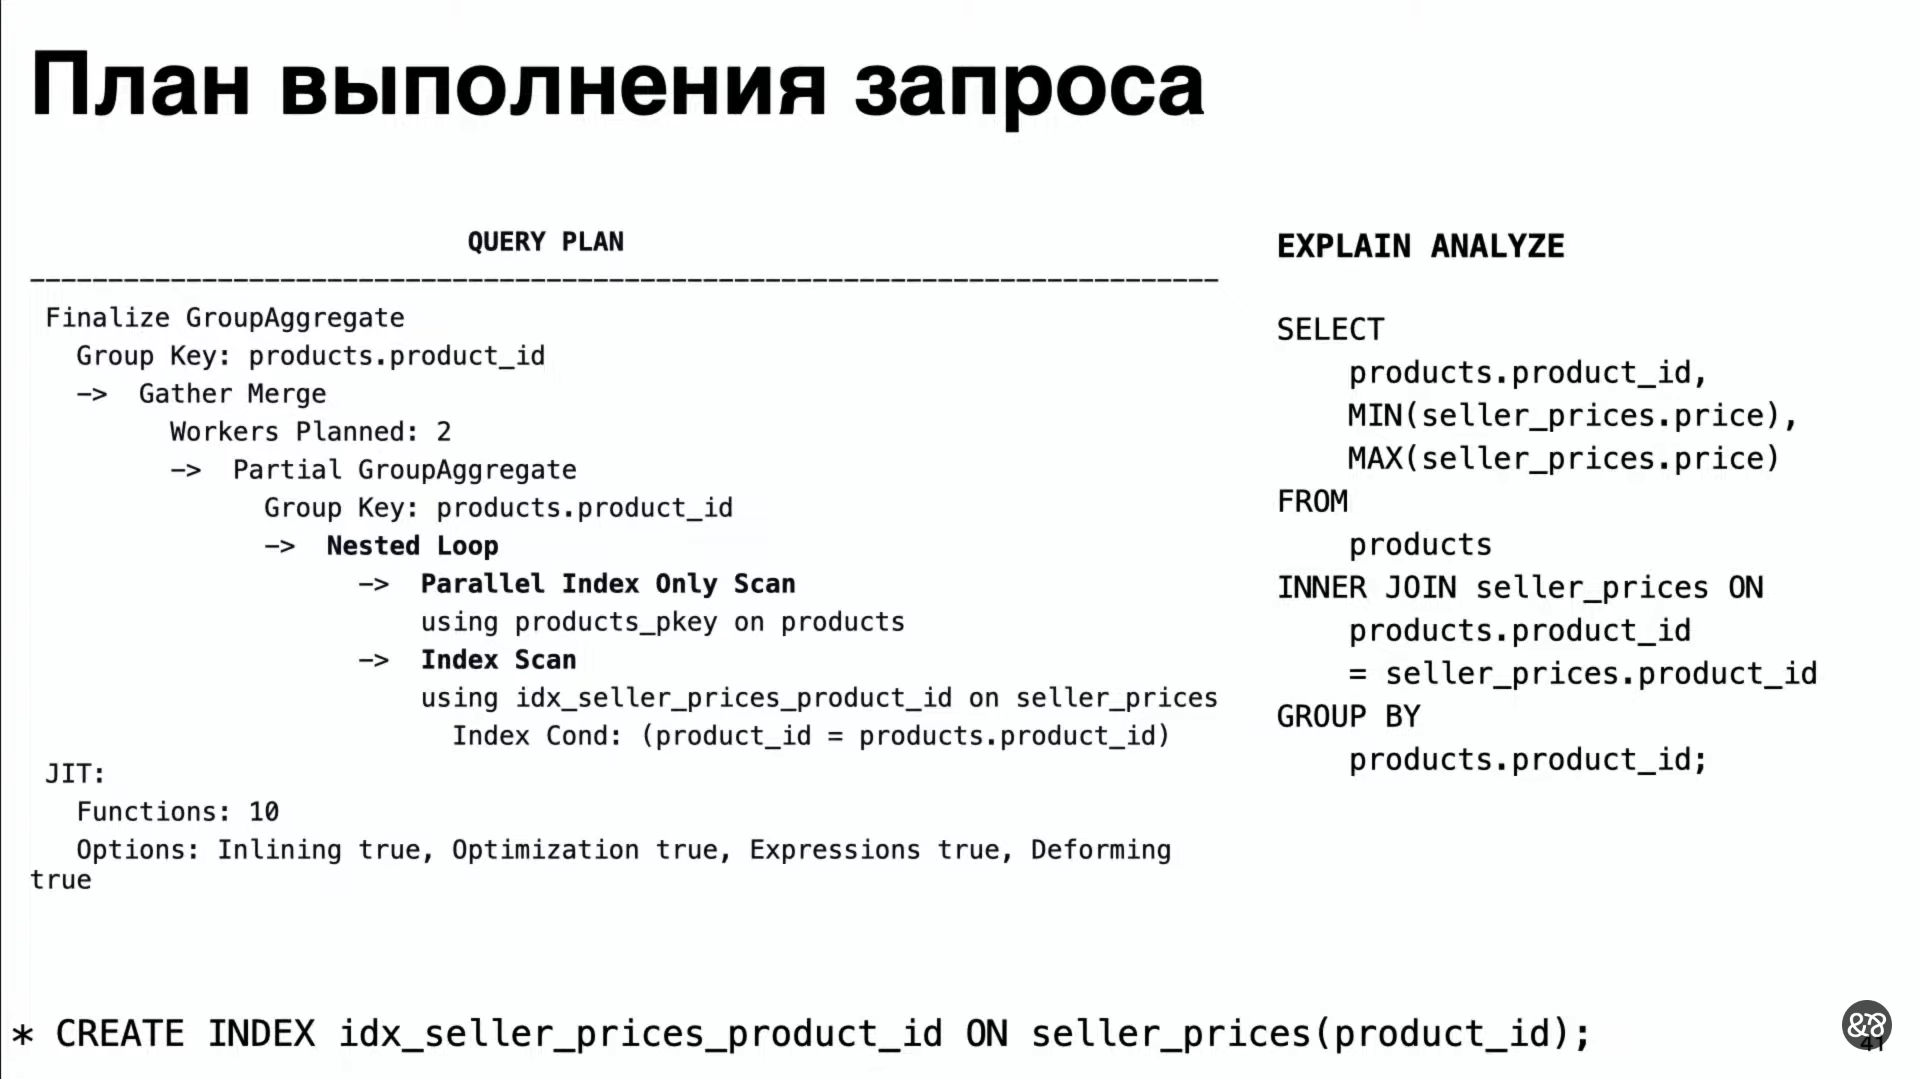 План выполнения запроса
QUERY PLAN
----------------------------------------------------------------------------
Finalize GroupAggregate
Group Key: products.product_id
-> Gather Merge
Workers Planned: 2
-> Partial GroupAggregate
Group Key: products.product_id
-> Nested Loop
-> Parallel Index Only Scan
using products_pkey on products
-> Index Scan
using idx_seller_prices_product_id on seller_prices
Index Cond: (product_id = products.product_id)
JIT:
Functions: 10
Options: Inlining true, Optimization true, Expressions true, Deforming
true
EXPLAIN ANALYZE
SELECT
products.product_id,
MIN(seller_prices.price),
MAX(seller_prices.price)
FROM
products
INNER JOIN seller_prices ON
products.product_id
= seller_prices.product_id
GROUP BY
products.product_id;
* CREATE INDEX idx_seller_prices_product_id ON seller_prices(product_id);
41